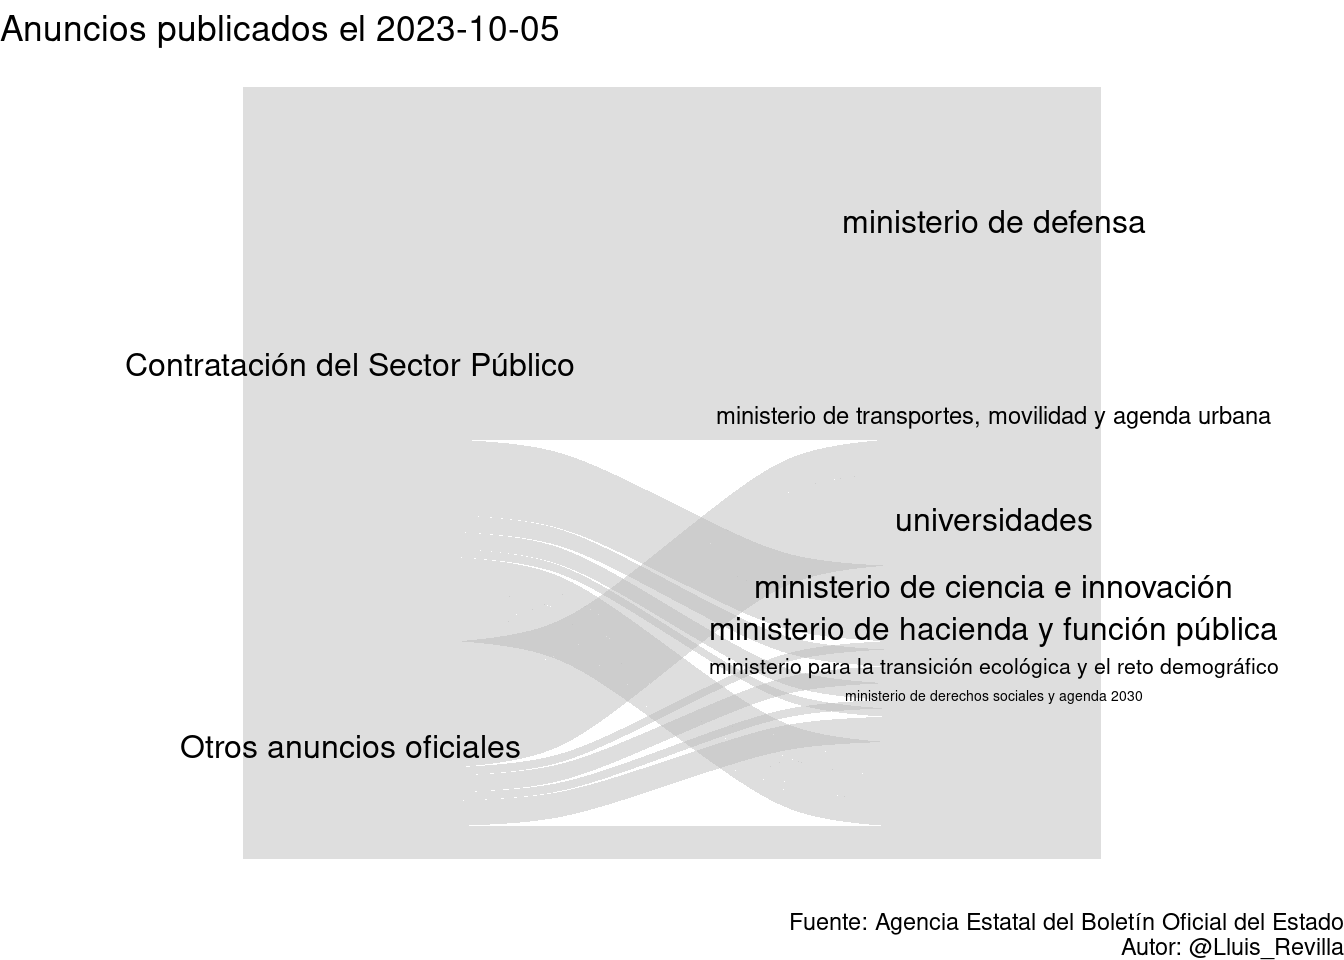 Anuncios publicados el 2023-10-05
ministerio de defensa
Contratación del Sector Público
ministerio de transportes, movilidad y agenda urbana
universidades
ministerio de ciencia e innovación
ministerio de hacienda y función pública
ministerio para la transición ecológica y el reto demográfico
ministerio de derechos sociales y agenda 2030
Otros anuncios oficiales
Fuente: Agencia Estatal del Boletín Oficial del Estado
Autor: @Lluis_Revilla